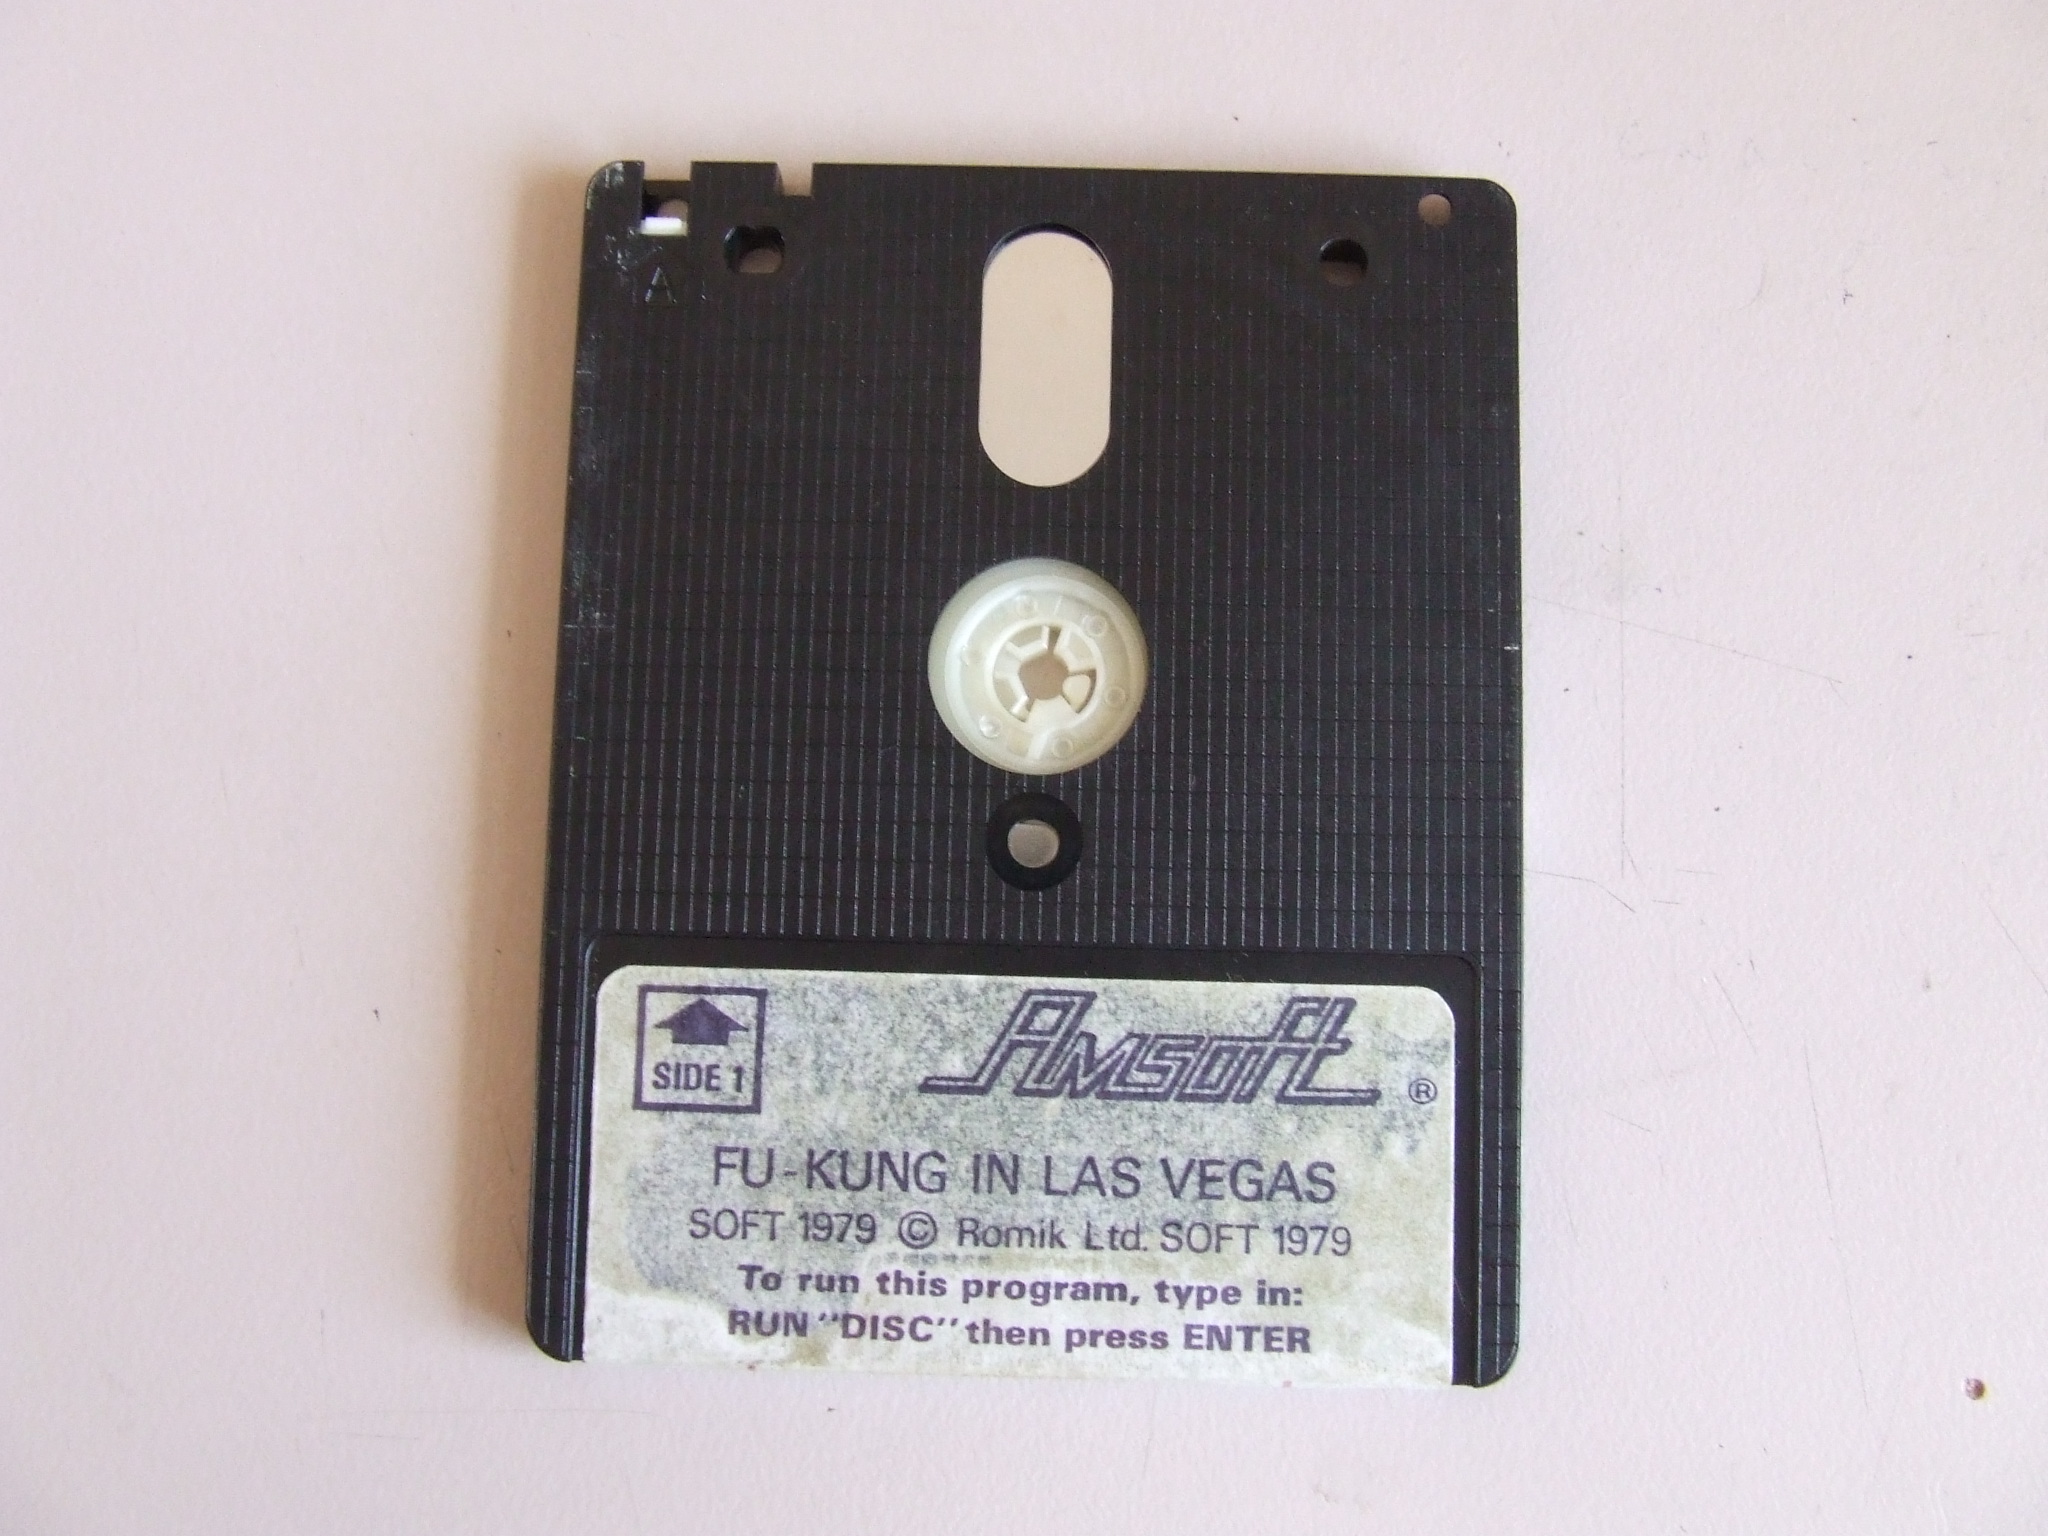 A
SIDE 1
Amsoft ®
FU-KUNG IN LAS VEGAS
SOFT 1979 © Romik Ltd. SOFT 1979
To run this program, type in:
RUN "DISC" then press ENTER